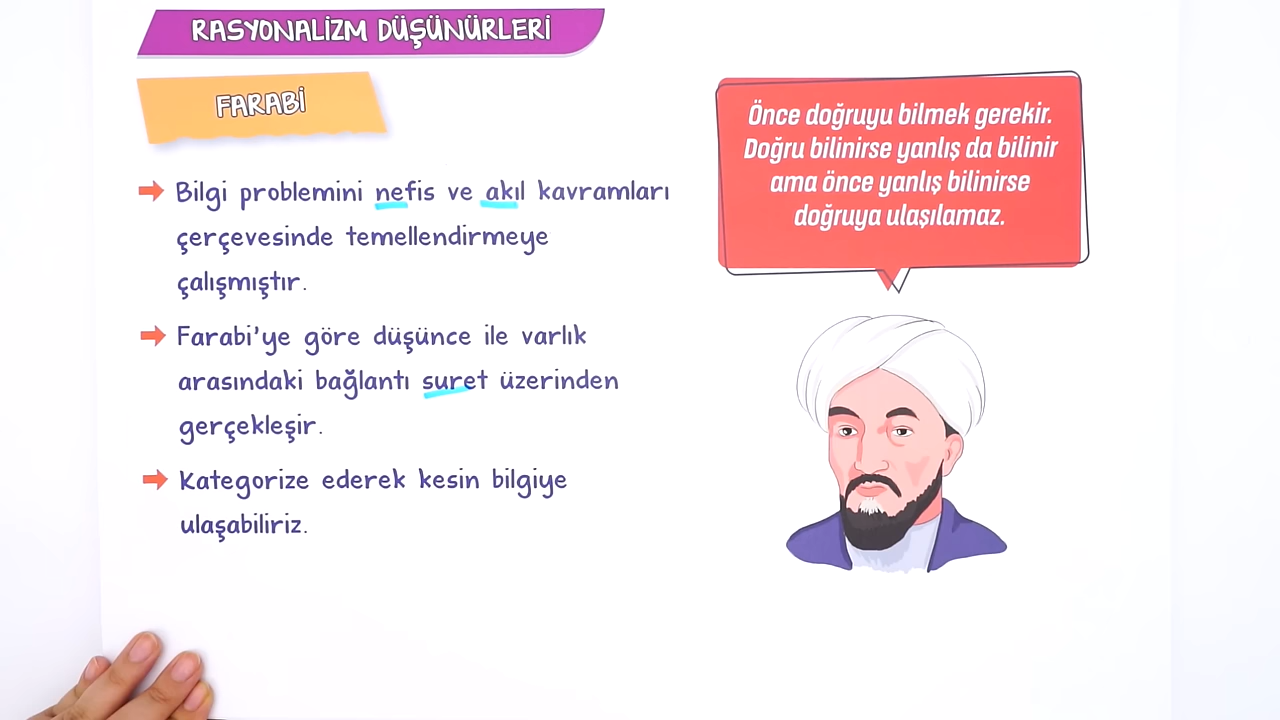 RASYONALİZM DÜŞÜNÜRLERİ
FARABİ
Bilgi problemini nefis ve akıl kavramları
çerçevesinde temellendirmeye
çalışmıştır.
Farabi'ye göre düşünce ile varlık
arasındaki bağlantı suret üzerinden
gerçekleşir.
Kategorize ederek kesin bilgiye
ulaşabiliriz.
Önce doğruyu bilmek gerekir.
Doğru bilinirse yanlış da bilinir
ama önce yanlış bilinirse
doğruya ulaşılamaz.